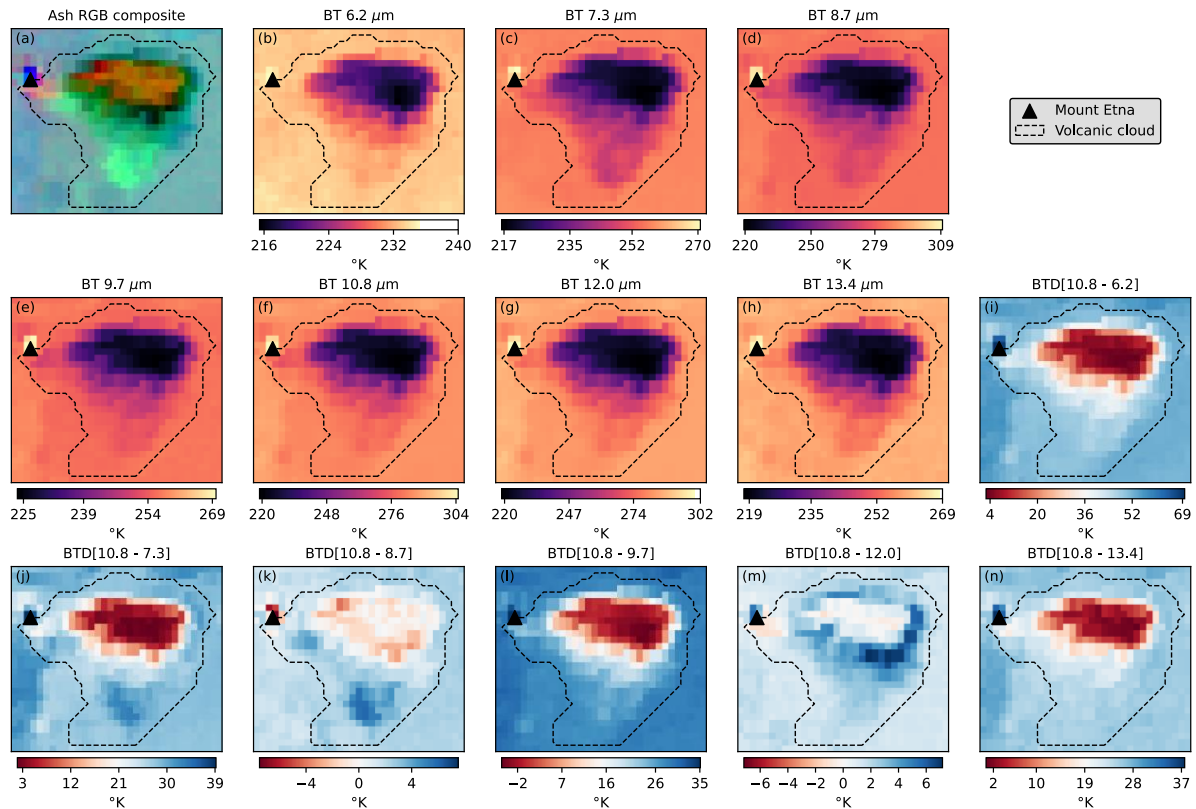 Ash RGB composite
(a)
BT 6.2 μm
(b)
216 224 232 240
°K
BT 7.3 μm
(c)
217 235 252 270
°K
BT 8.7 μm
(d)
220 250 279 309
°K
Mount Etna
Volcanic cloud
BT 9.7 μm
(e)
225 239 254 269
°K
BT 10.8 μm
(f)
220 248 276 304
°K
BT 12.0 μm
(g)
220 247 274 302
°K
BT 13.4 μm
(h)
219 235 252 269
°K
BTD[10.8 - 6.2]
(i)
4 20 36 53 69
°K
BTD[10.8 - 7.3]
(j)
3 12 21 30 39
°K
BTD[10.8 - 8.7]
(k)
−4 0 4
°K
BTD[10.8 - 9.7]
(l)
−2 7 16 26 35
°K
BTD[10.8 - 12.0]
(m)
−6 −4 −2 0 2 4 6
°K
BTD[10.8 - 13.4]
(n)
2 10 19 28 37
°K